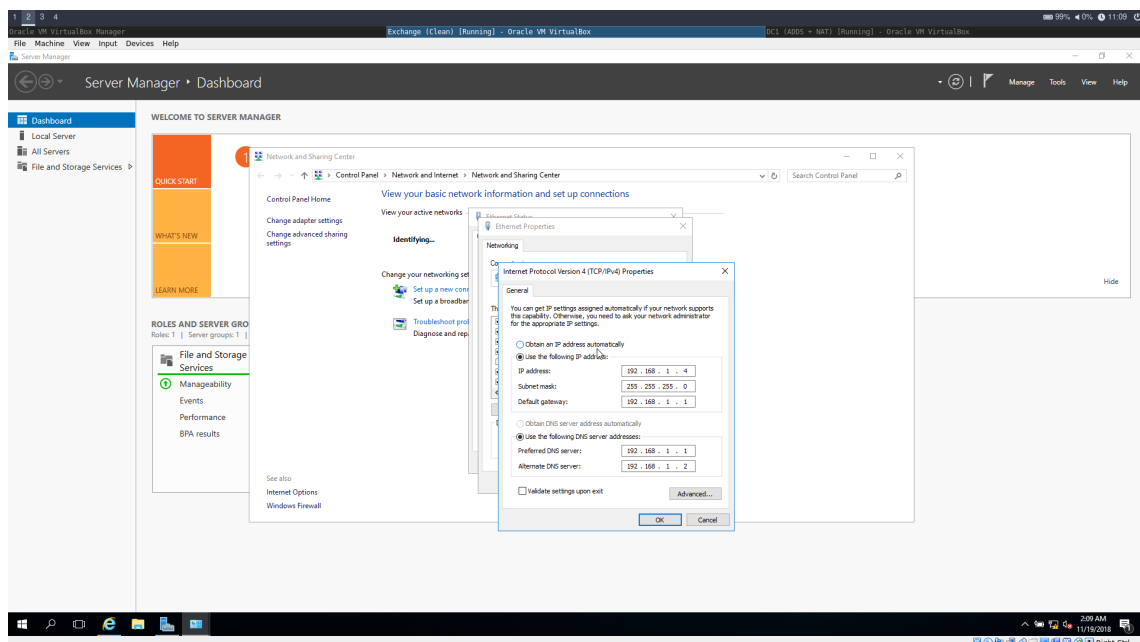 1 2 3 4
99% 0% 11:09
Oracle VM VirtualBox Manager
Exchange (Clean) [Running] - Oracle VM VirtualBox
DC1 (ADDS + NAT) [Running] - Oracle VM VirtualBox
File Machine View Input Devices Help
Server Manager
Server Manager • Dashboard
Manage Tools View Help
Dashboard
Local Server
All Servers
File and Storage Services
WELCOME TO SERVER MANAGER
QUICK START
1
WHAT'S NEW
LEARN MORE
Hide
ROLES AND SERVER GRO
Roles: 1 | Server groups: 1 |
File and Storage
Services
Manageability
Events
Performance
BPA results
Network and Sharing Center
Control Panel > Network and Internet > Network and Sharing Center
Search Control Panel
Control Panel Home
Change adapter settings
Change advanced sharing
settings
View your basic network information and set up connections
View your active networks
Identifying...
Change your networking set
Set up a new conr
Set up a broadbar
Troubleshoot prol
Diagnose and repa
See also
Internet Options
Windows Firewall
Ethernet Status
Ethernet Properties
Networking
Co
Th
Internet Protocol Version 4 (TCP/IPv4) Properties
General
You can get IP settings assigned automatically if your network supports
this capability. Otherwise, you need to ask your network administrator
for the appropriate IP settings.
Obtain an IP address automatically
Use the following IP address:
IP address: 192 . 168 . 1 . 4
Subnet mask: 255 . 255 . 255 . 0
Default gateway: 192 . 168 . 1 . 1
Obtain DNS server address automatically
Use the following DNS server addresses:
Preferred DNS server: 192 . 168 . 1 . 1
Alternate DNS server: 192 . 168 . 1 . 2
Validate settings upon exit
Advanced...
OK Cancel
2:09 AM
11/19/2018
Right Ctrl